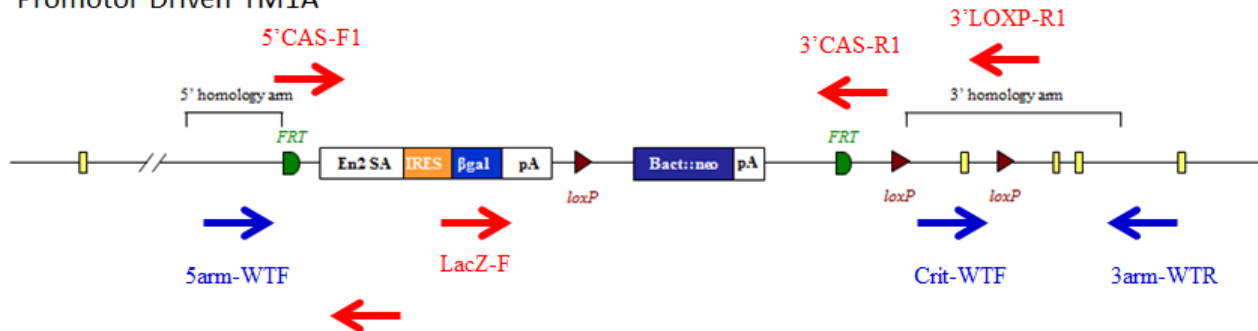 Promotor Driven TM1A
3'LOXP-R1
5'CAS-F1
3'CAS-R1
5' homology arm
3' homology arm
FRT
FRT
En2 SA
IRES
βgal
pA
Bact::neo
pA
loxP
loxP
loxP
LacZ-F
5arm-WTF
Crit-WTF
3arm-WTR